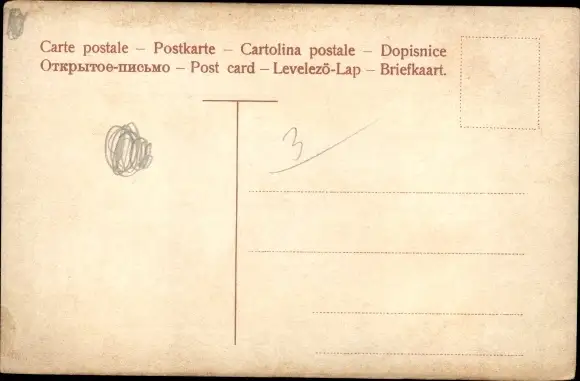 Carte postale – Postkarte – Cartolina postale – Dopisnice
Открытое-письмо – Post card – Levelező-Lap – Briefkaart.
3